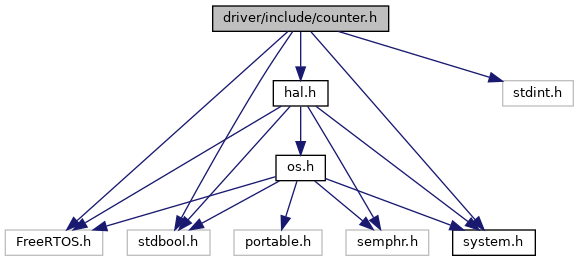 driver/include/counter.h
hal.h
stdint.h
os.h
FreeRTOS.h
stdbool.h
portable.h
semphr.h
system.h